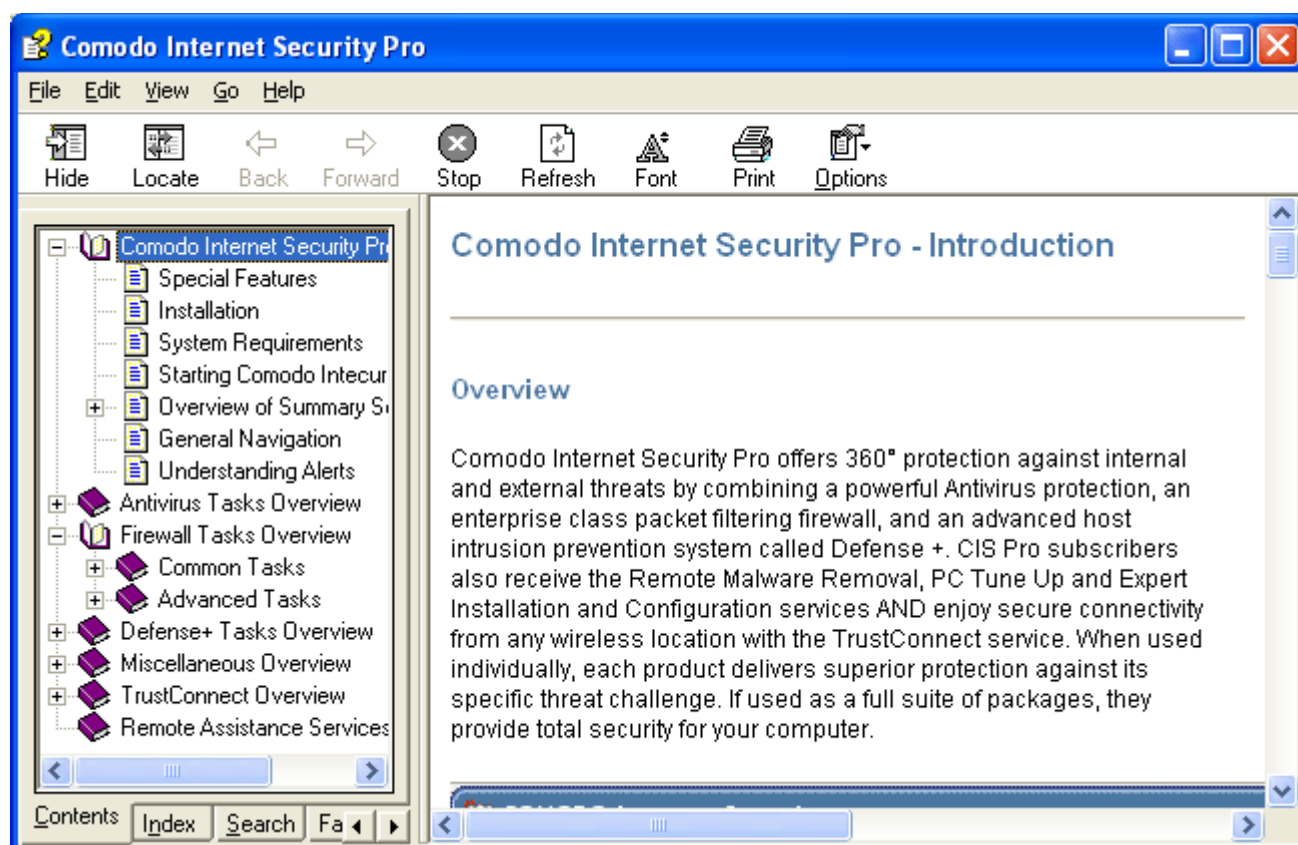 Comodo Internet Security Pro
File Edit View Go Help
Hide Locate Back Forward Stop Refresh Font Print Options
Comodo Internet Security Pr
Special Features
Installation
System Requirements
Starting Comodo Intecur
Overview of Summary S
General Navigation
Understanding Alerts
Antivirus Tasks Overview
Firewall Tasks Overview
Common Tasks
Advanced Tasks
Defense+ Tasks Overview
Miscellaneous Overview
TrustConnect Overview
Remote Assistance Services
Contents Index Search Fa
Comodo Internet Security Pro - Introduction
Overview
Comodo Internet Security Pro offers 360° protection against internal
and external threats by combining a powerful Antivirus protection, an
enterprise class packet filtering firewall, and an advanced host
intrusion prevention system called Defense +. CIS Pro subscribers
also receive the Remote Malware Removal, PC Tune Up and Expert
Installation and Configuration services AND enjoy secure connectivity
from any wireless location with the TrustConnect service. When used
individually, each product delivers superior protection against its
specific threat challenge. If used as a full suite of packages, they
provide total security for your computer.